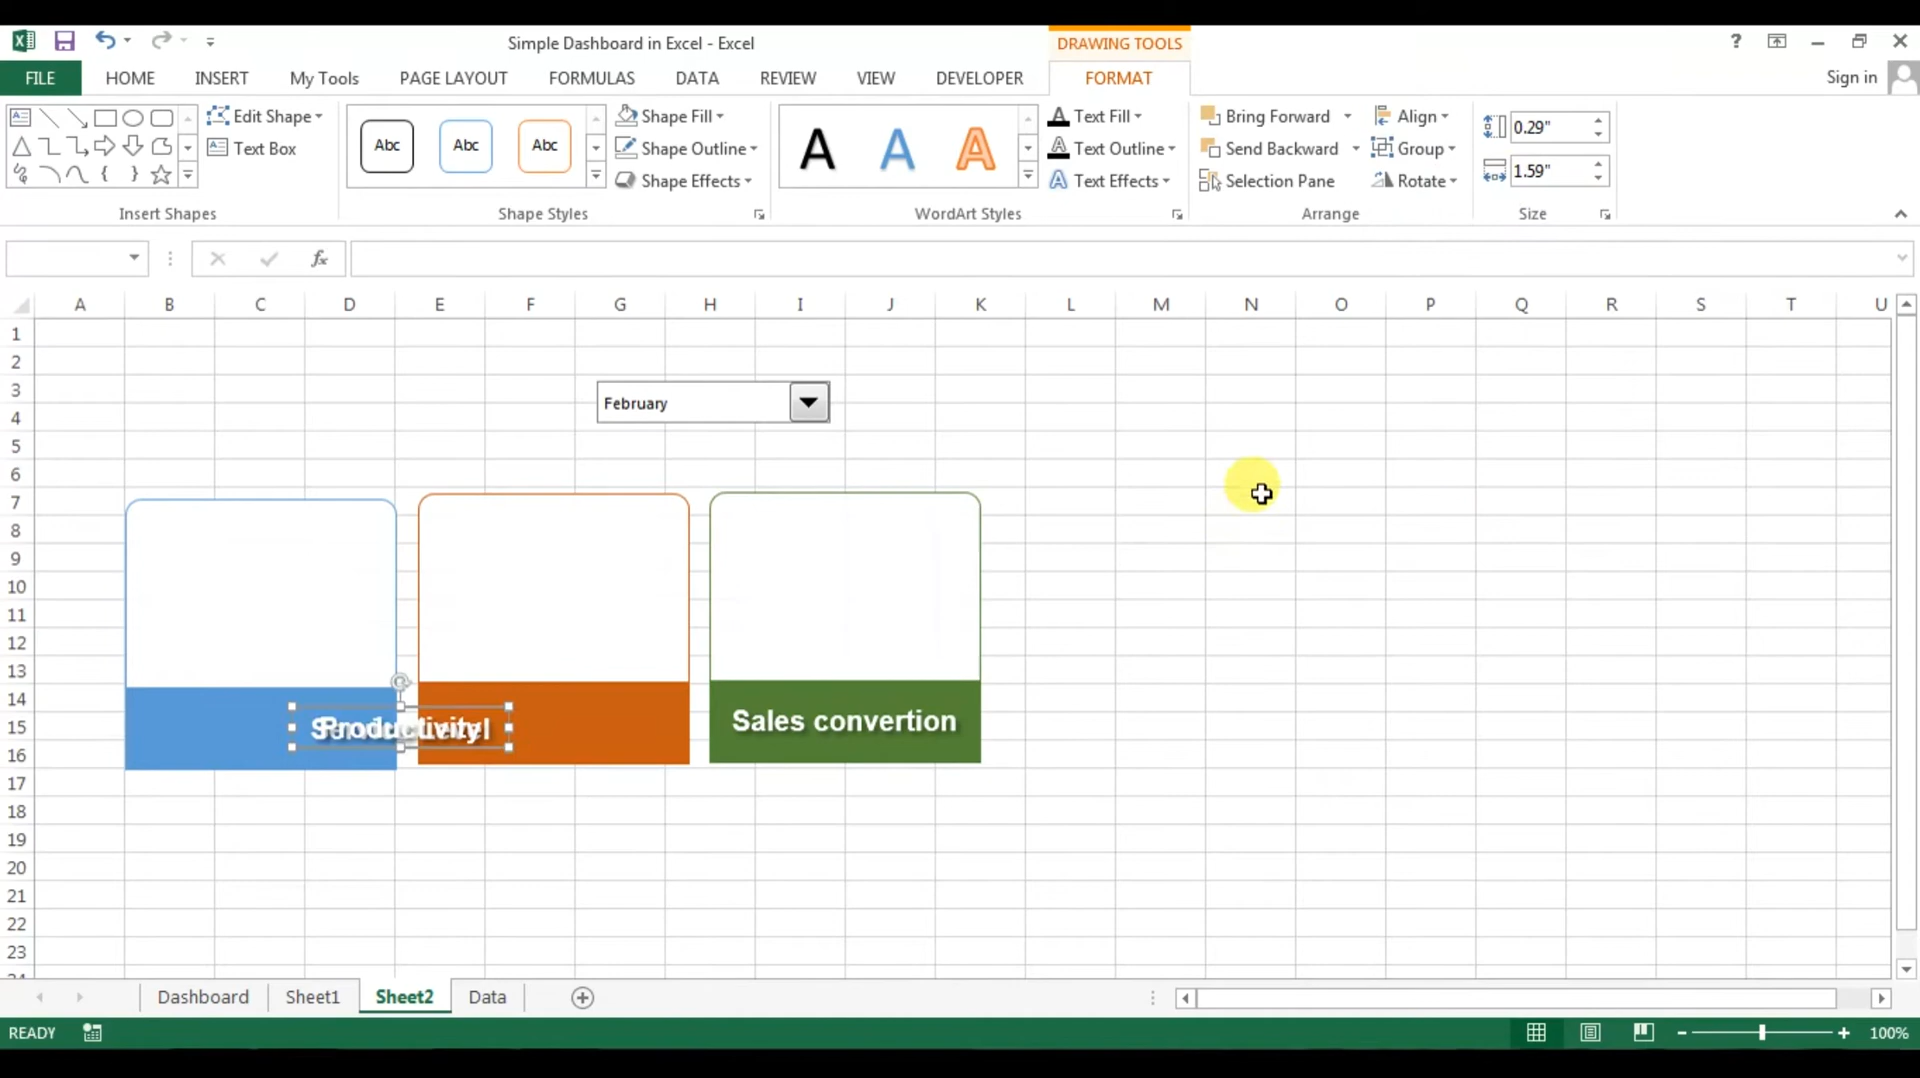 Simple Dashboard in Excel - Excel
DRAWING TOOLS
?
Sign in
FILE
HOME
INSERT
My Tools
PAGE LAYOUT
FORMULAS
DATA
REVIEW
VIEW
DEVELOPER
FORMAT
Edit Shape
Text Box
Insert Shapes
Abc
Abc
Abc
Shape Fill
Shape Outline
Shape Effects
Shape Styles
A
A
A
Text Fill
Text Outline
Text Effects
WordArt Styles
Bring Forward
Send Backward
Selection Pane
Align
Group
Rotate
Arrange
0.29"
1.59"
Size
fx
A B C D E F G H I J K L M N O P Q R S T U
1
2
3
4
5
6
7
8
9
10
11
12
13
14
15
16
17
18
19
20
21
22
23
February
Productivity
Sales convertion
Dashboard
Sheet1
Sheet2
Data
READY
100%